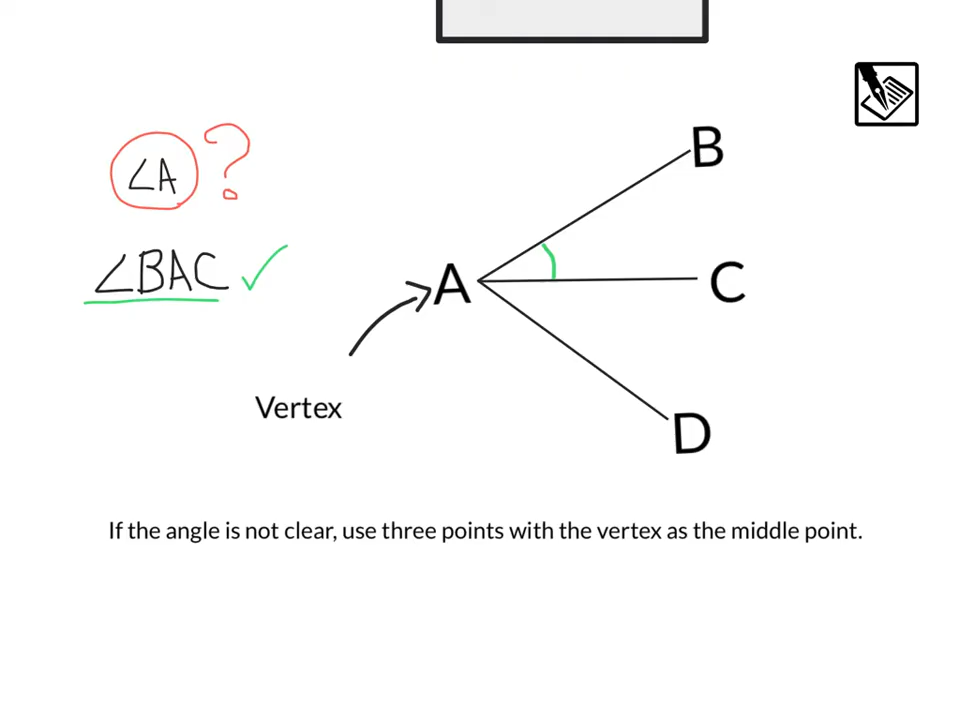 ∠A ?
∠BAC ✓
B
A
C
Vertex
D
If the angle is not clear, use three points with the vertex as the middle point.